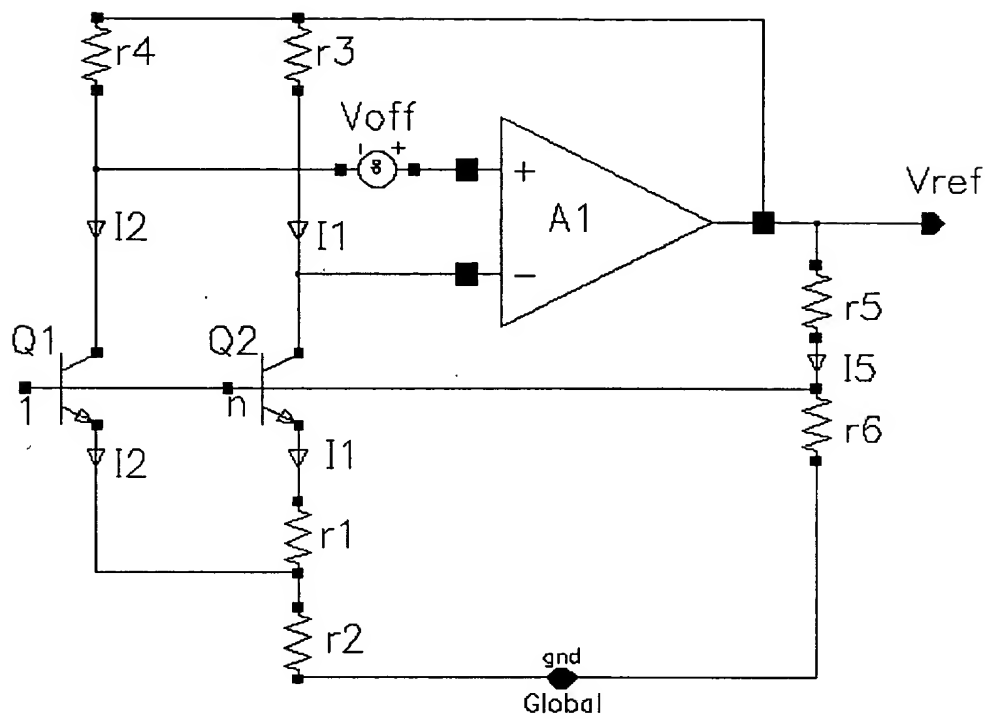 r4
r3
Voff
- +
+
A1
Vref
I2
I1
−
r5
Q1
Q2
I5
1
n
r6
I2
I1
r1
r2
gnd
Global